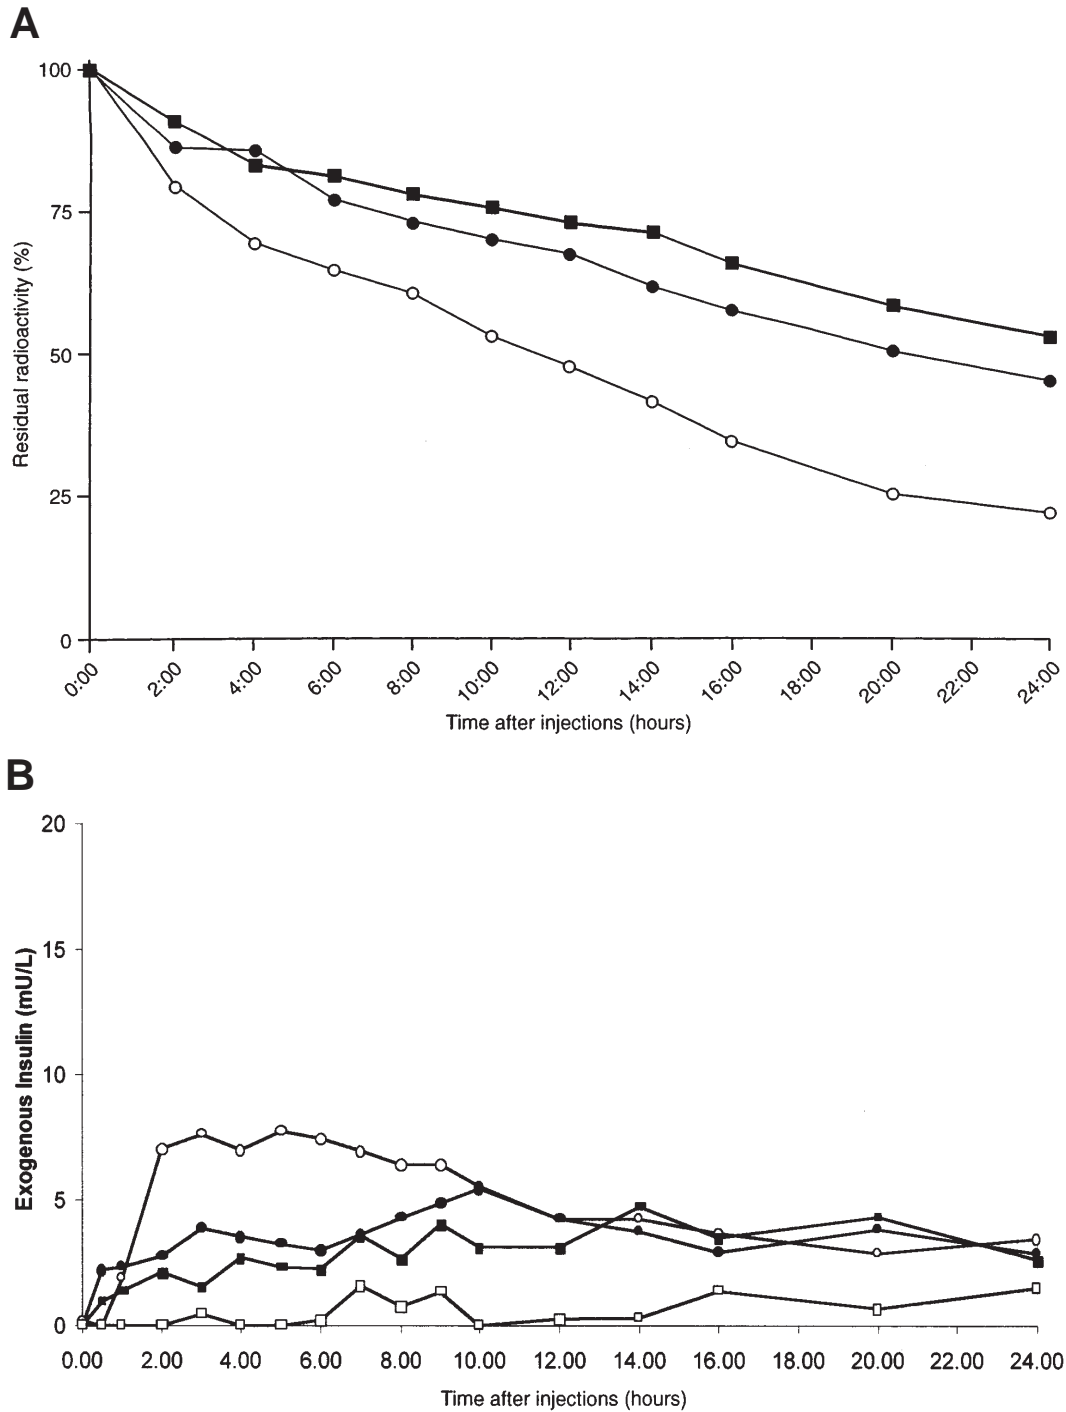 A
100
75
50
25
0
Residual radioactivity (%)
0:00 2:00 4:00 6:00 8:00 10:00 12:00 14:00 16:00 18:00 20:00 22:00 24:00
Time after injections (hours)
B
20
15
10
5
0
Exogenous Insulin (mU/L)
0.00 2.00 4.00 6.00 8.00 10.00 12.00 14.00 16.00 18.00 20.00 22.00 24.00
Time after injections (hours)